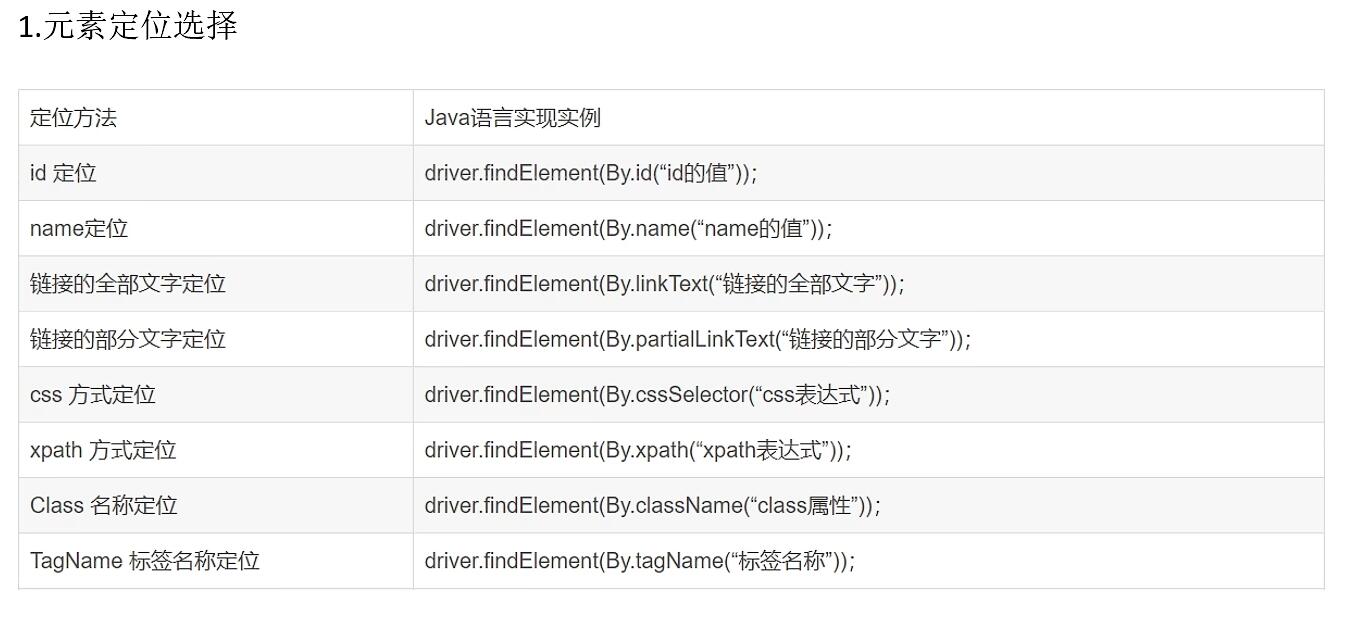 1.元素定位选择
定位方法 Java语言实现实例
id 定位 driver.findElement(By.id(“id的值”));
name定位 driver.findElement(By.name(“name的值”));
链接的全部文字定位 driver.findElement(By.linkText(“链接的全部文字”));
链接的部分文字定位 driver.findElement(By.partialLinkText(“链接的部分文字”));
css 方式定位 driver.findElement(By.cssSelector(“css表达式”));
xpath 方式定位 driver.findElement(By.xpath(“xpath表达式”));
Class 名称定位 driver.findElement(By.className(“class属性”));
TagName 标签名称定位 driver.findElement(By.tagName(“标签名称”));